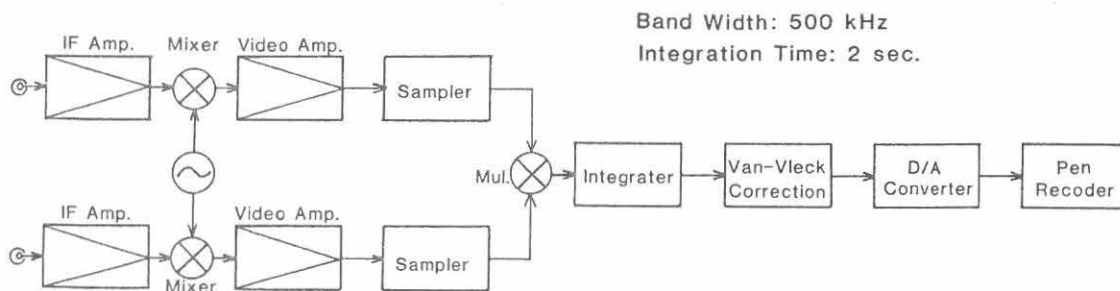 Band Width: 500 kHz
Integration Time: 2 sec.
IF Amp.
Mixer
Video Amp.
Sampler
Mul.
Integrater
Van-Vleck
Correction
D/A
Converter
Pen
Recoder
IF Amp.
Mixer
Video Amp.
Sampler